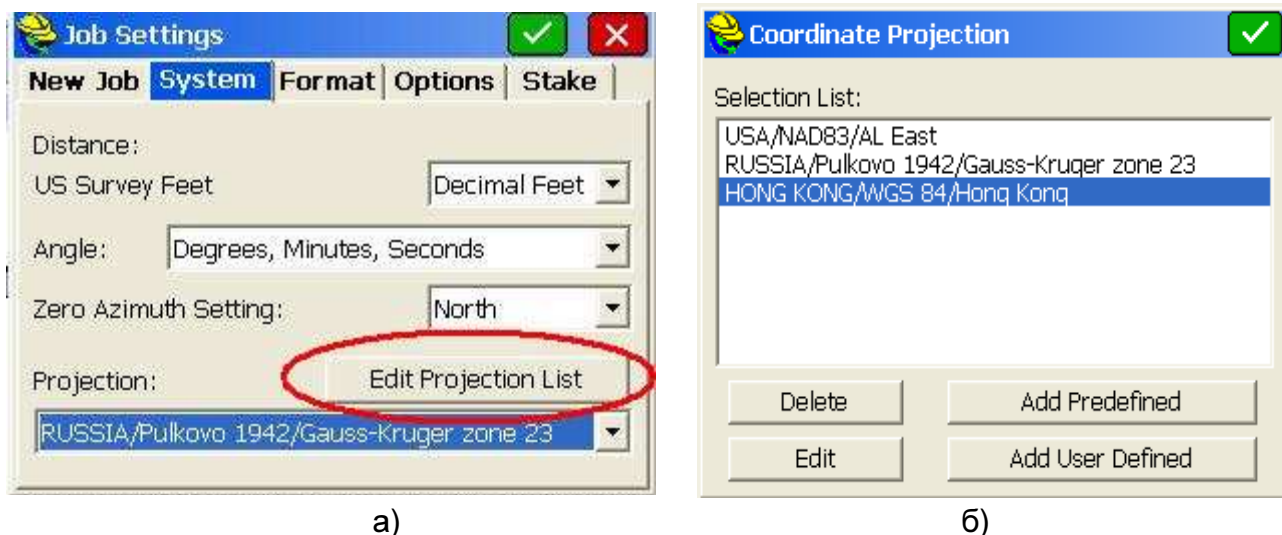 Job Settings
New Job System Format Options Stake
Distance:
US Survey Feet Decimal Feet
Angle: Degrees, Minutes, Seconds
Zero Azimuth Setting: North
Projection: Edit Projection List
RUSSIA/Pulkovo 1942/Gauss-Kruger zone 23
а)
Coordinate Projection
Selection List:
USA/NAD83/AL East
RUSSIA/Pulkovo 1942/Gauss-Kruger zone 23
HONG KONG/WGS 84/Hong Kong
Delete Add Predefined
Edit Add User Defined
б)